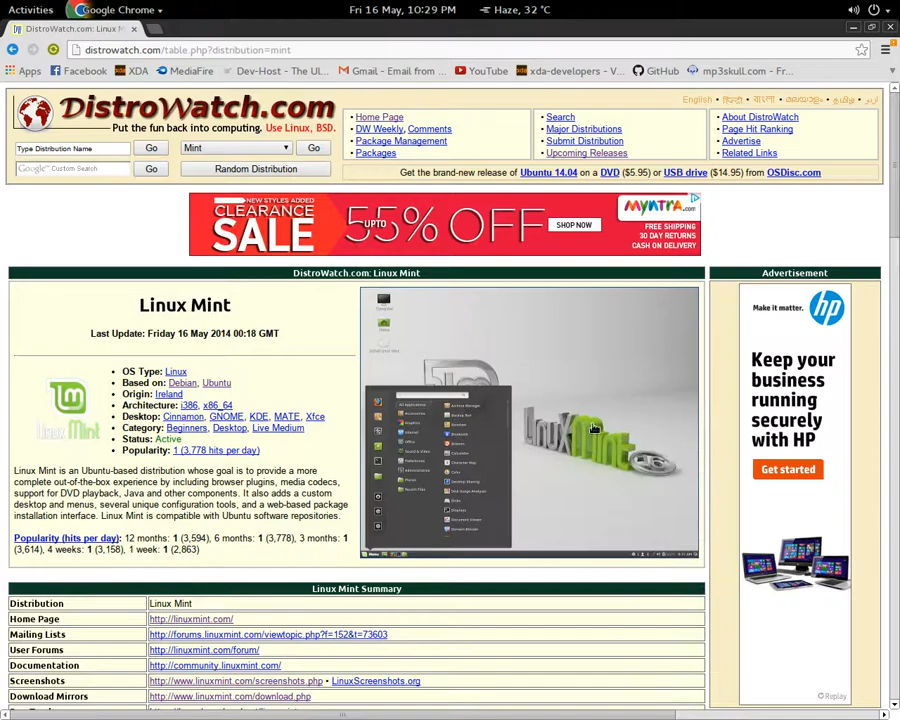 Activities Google Chrome Fri 16 May, 10:29 PM Haze, 32 °C
DistroWatch.com: Linux M
distrowatch.com/table.php?distribution=mint
Apps Facebook XDA MediaFire Dev-Host - The Ul... Gmail - Email from ... YouTube xda-developers - V... GitHub mp3skull.com - Fr...
DistroWatch.com
Put the fun back into computing. Use Linux, BSD.
English हिन्दी বাংলা മലയാളം தமிழ் اردو
• Home Page
• DW Weekly, Comments
• Package Management
• Packages
• Search
• Major Distributions
• Submit Distribution
• Upcoming Releases
• About DistroWatch
• Page Hit Ranking
• Advertise
• Related Links
Type Distribution Name Go Mint Go
Google™ Custom Search Go Random Distribution
Get the brand-new release of Ubuntu 14.04 on a DVD ($5.95) or USB drive ($14.95) from OSDisc.com
NEW STYLES ADDED
CLEARANCE
SALE
UPTO
55% OFF
SHOP NOW
myntra.com
FREE SHIPPING
30 DAY RETURNS
CASH ON DELIVERY
DistroWatch.com: Linux Mint
Linux Mint
Last Update: Friday 16 May 2014 00:18 GMT
• OS Type: Linux
• Based on: Debian, Ubuntu
• Origin: Ireland
• Architecture: i386, x86_64
• Desktop: Cinnamon, GNOME, KDE, MATE, Xfce
• Category: Beginners, Desktop, Live Medium
• Status: Active
• Popularity: 1 (3,778 hits per day)
Linux Mint
Linux Mint is an Ubuntu-based distribution whose goal is to provide a more
complete out-of-the-box experience by including browser plugins, media codecs,
support for DVD playback, Java and other components. It also adds a custom
desktop and menus, several unique configuration tools, and a web-based package
installation interface. Linux Mint is compatible with Ubuntu software repositories.
Popularity (hits per day): 12 months: 1 (3,594), 6 months: 1 (3,778), 3 months: 1
(3,614), 4 weeks: 1 (3,158), 1 week: 1 (2,863)
Linux Mint 16
Advertisement
Make it matter.
hp
Keep your
business
running
securely
with HP
Get started
Replay
Linux Mint Summary
Distribution Linux Mint
Home Page http://linuxmint.com/
Mailing Lists http://forums.linuxmint.com/viewtopic.php?f=152&t=73603
User Forums http://www.linuxmint.com/forum/
Documentation http://community.linuxmint.com/
Screenshots http://www.linuxmint.com/screenshots.php • LinuxScreenshots.org
Download Mirrors http://www.linuxmint.com/download.php